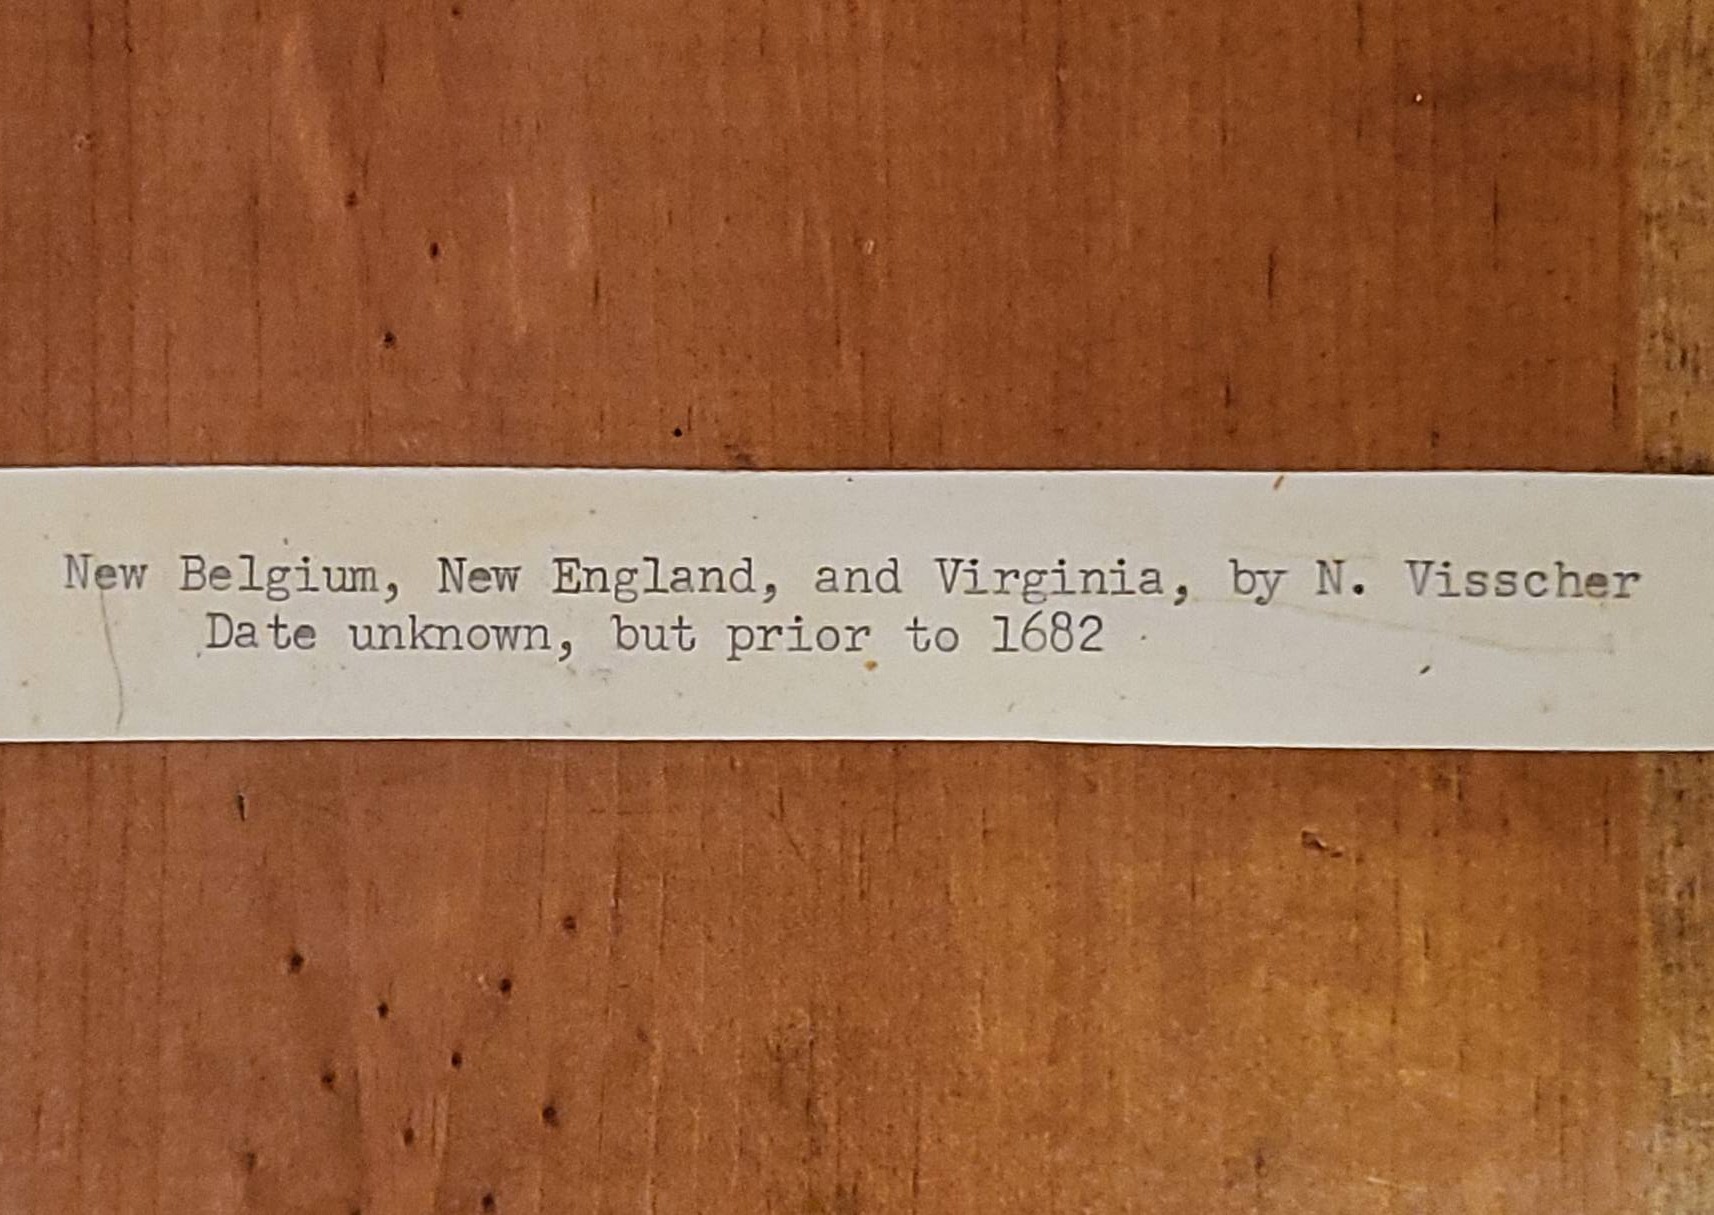 New Belgium, New England, and Virginia, by N. Visscher
Date unknown, but prior to 1682